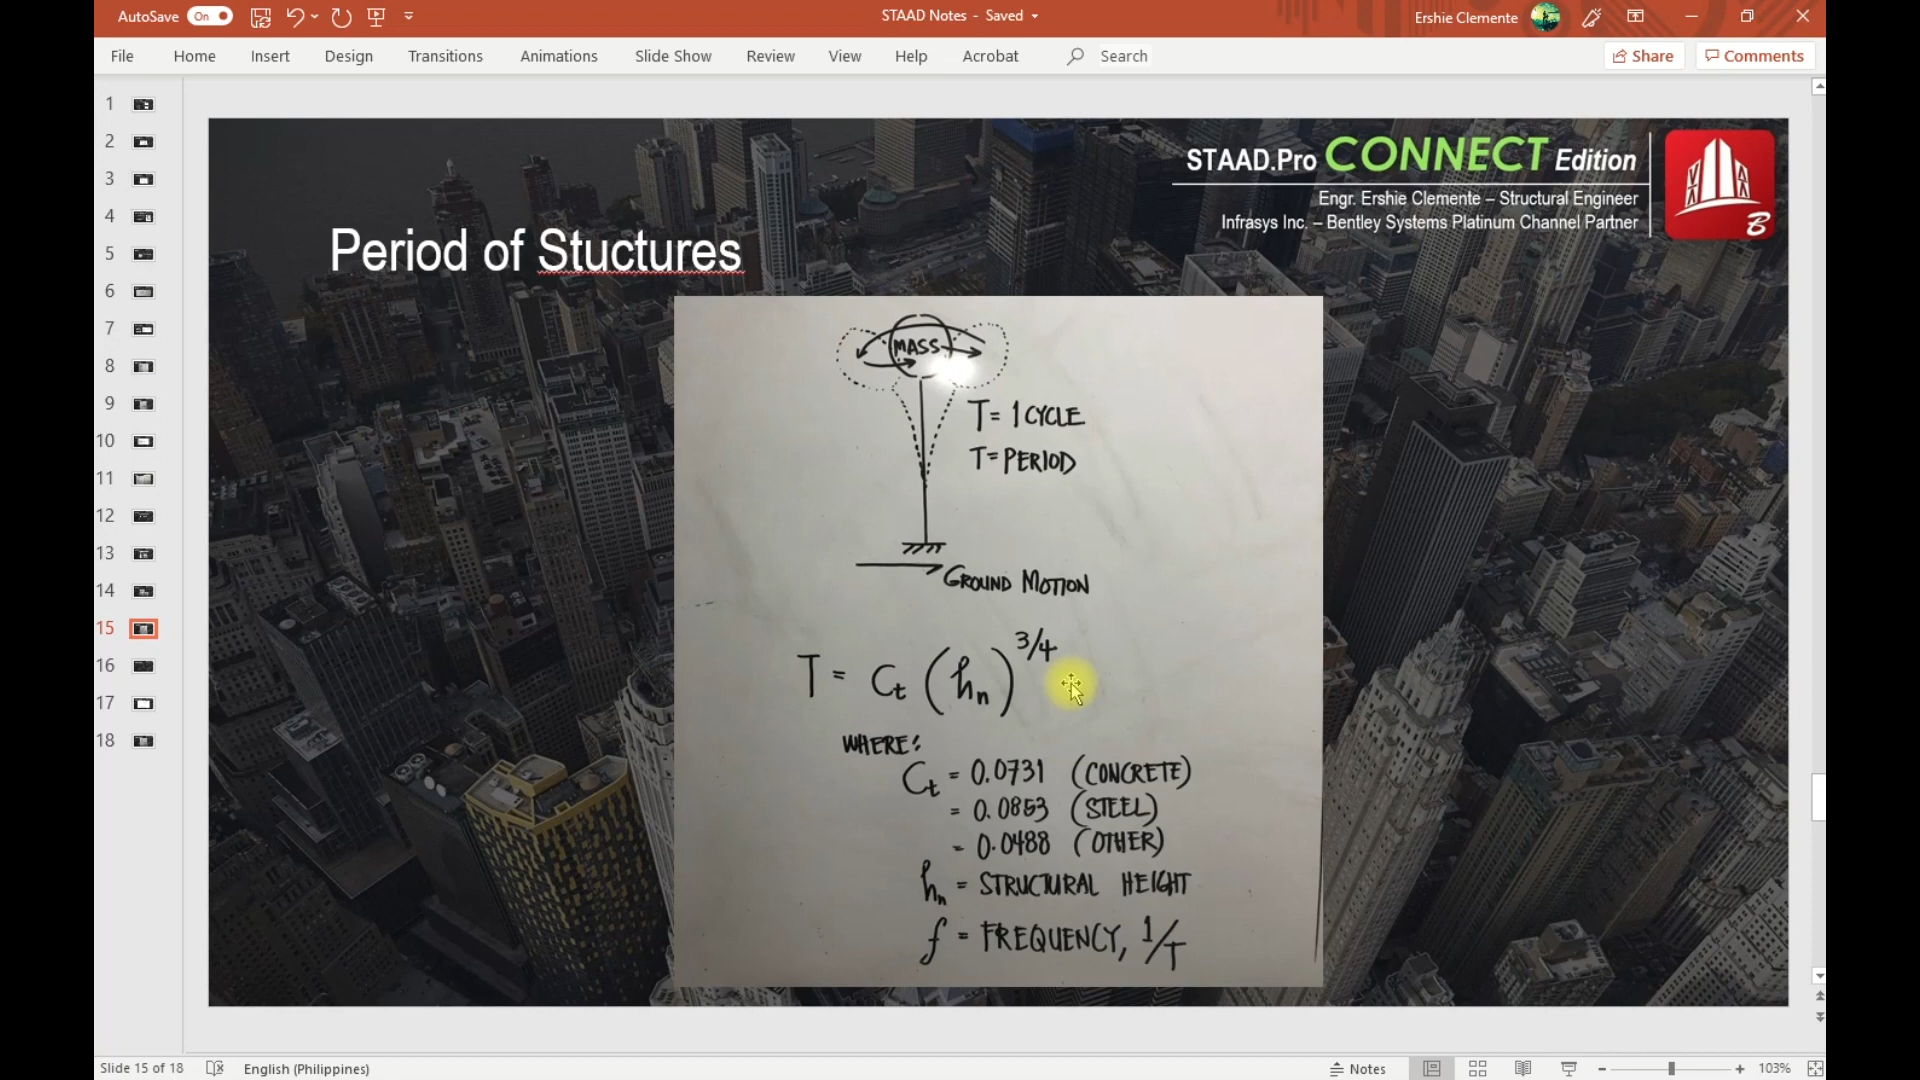 AutoSave On STAAD Notes - Saved Ershie Clemente
File Home Insert Design Transitions Animations Slide Show Review View Help Acrobat Search Share Comments
1
2
3
4
5
6
7
8
9
10
11
12
13
14
15
16
17
18
STAAD.Pro CONNECT Edition
Engr. Ershie Clemente – Structural Engineer
Infrasys Inc. – Bentley Systems Platinum Channel Partner
B
Period of Stuctures
MASS
T = 1 CYCLE
T = PERIOD
GROUND MOTION
T = Ct (hn)^3/4
WHERE:
Ct = 0.0731 (CONCRETE)
= 0.0853 (STEEL)
= 0.0488 (OTHER)
hn = STRUCTURAL HEIGHT
f = FREQUENCY, 1/T
Slide 15 of 18 English (Philippines) Notes 103%